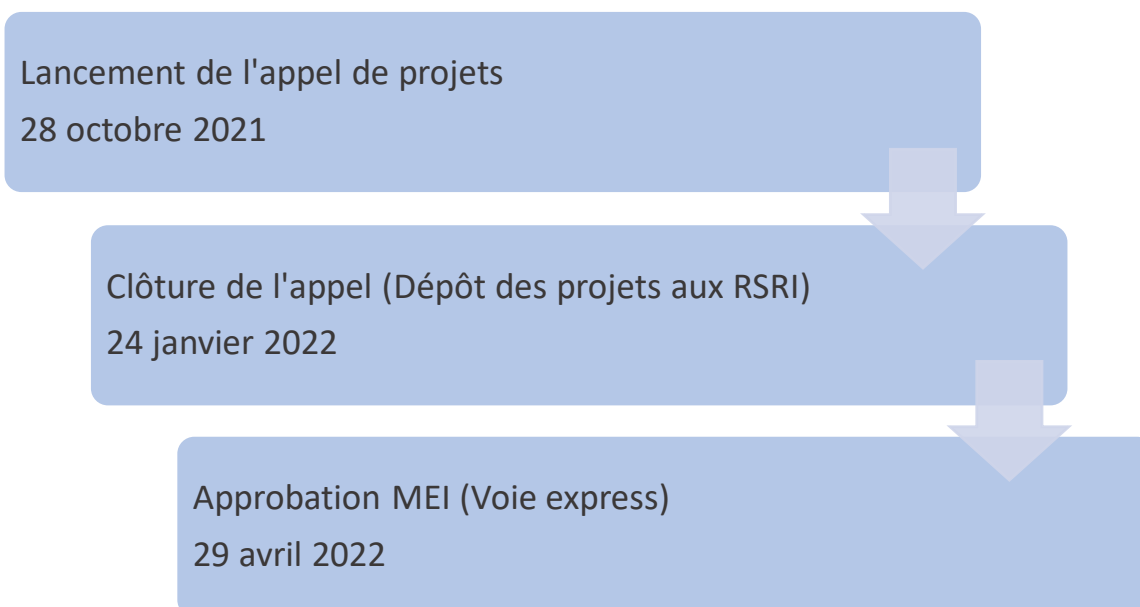 Lancement de l'appel de projets
28 octobre 2021
Clôture de l'appel (Dépôt des projets aux RSRI)
24 janvier 2022
Approbation MEI (Voie express)
29 avril 2022